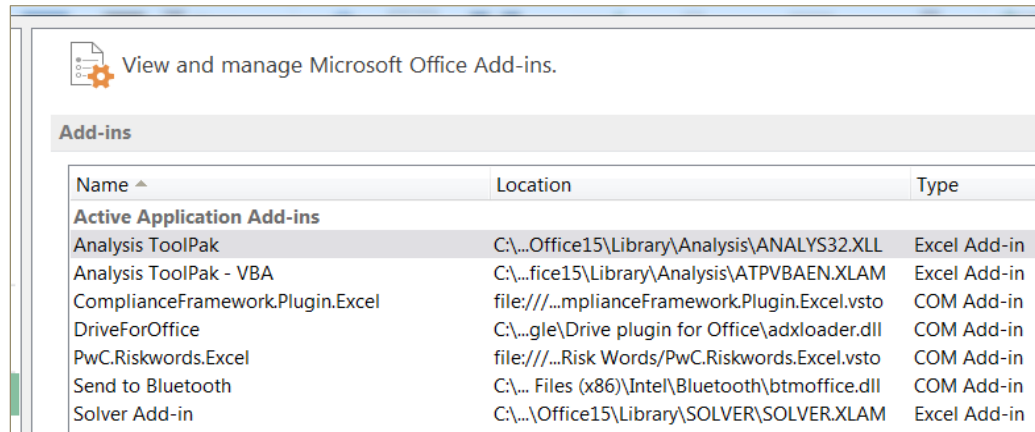 View and manage Microsoft Office Add-ins.
Add-ins
Name Location Type
Active Application Add-ins
Analysis ToolPak C:\...Office15\Library\Analysis\ANALYS32.XLL Excel Add-in
Analysis ToolPak - VBA C:\...fice15\Library\Analysis\ATPVBAEN.XLAM Excel Add-in
ComplianceFramework.Plugin.Excel file:///...mplianceFramework.Plugin.Excel.vsto COM Add-in
DriveForOffice C:\...gle\Drive plugin for Office\adxloader.dll COM Add-in
PwC.Riskwords.Excel file:///...Risk Words/PwC.Riskwords.Excel.vsto COM Add-in
Send to Bluetooth C:\... Files (x86)\Intel\Bluetooth\btmoffice.dll COM Add-in
Solver Add-in C:\...\Office15\Library\SOLVER\SOLVER.XLAM Excel Add-in